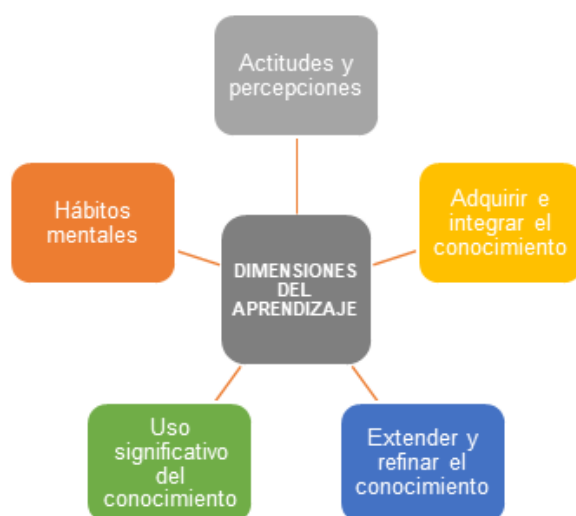 Actitudes y
percepciones
Adquirir e
integrar el
conocimiento
Extender y
refinar el
conocimiento
Uso
significativo
del
conocimiento
Hábitos
mentales
DIMENSIONES
DEL
APRENDIZAJE